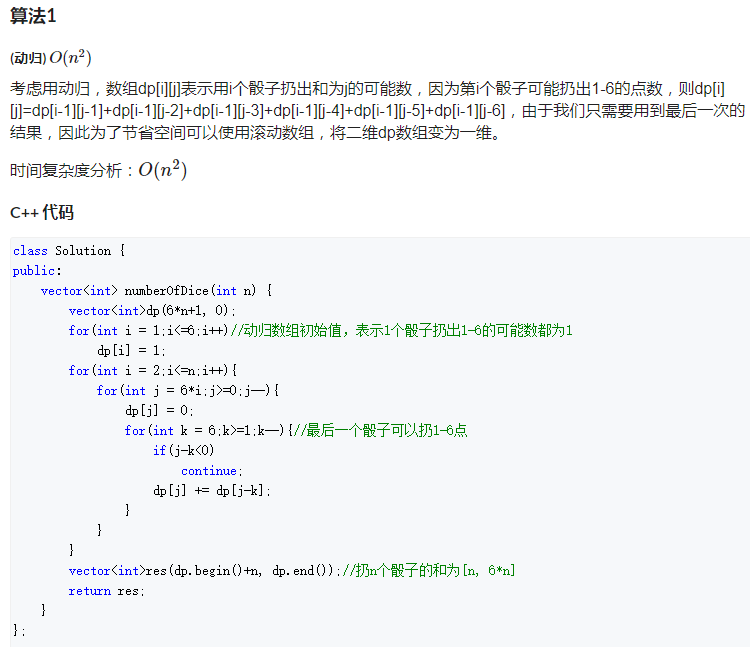 算法1
(动归) O(n²)
考虑用动归，数组dp[i][j]表示用i个骰子扔出和为j的可能数，因为第i个骰子可能扔出1-6的点数，则dp[i]
[j]=dp[i-1][j-1]+dp[i-1][j-2]+dp[i-1][j-3]+dp[i-1][j-4]+dp[i-1][j-5]+dp[i-1][j-6]，由于我们只需要用到最后一次的
结果，因此为了节省空间可以使用滚动数组，将二维dp数组变为一维。
时间复杂度分析：O(n²)
C++ 代码
class Solution {
public:
    vector<int> numberOfDice(int n) {
        vector<int>dp(6*n+1, 0);
        for(int i = 1;i<=6;i++)//动归数组初始值，表示1个骰子扔出1-6的可能数都为1
            dp[i] = 1;
        for(int i = 2;i<=n;i++){
            for(int j = 6*i;j>=0;j--){
                dp[j] = 0;
                for(int k = 6;k>=1;k--){//最后一个骰子可以扔1-6点
                    if(j-k<0)
                        continue;
                    dp[j] += dp[j-k];
                }
            }
        }
        vector<int>res(dp.begin()+n, dp.end());//扔n个骰子的和为[n, 6*n]
        return res;
    }
};